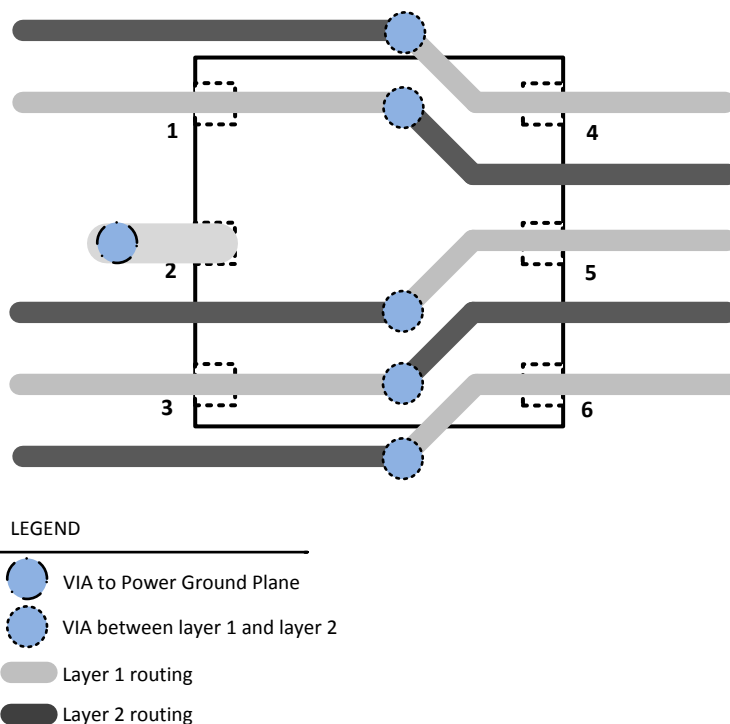 1
4
2
5
3
6
LEGEND
VIA to Power Ground Plane
VIA between layer 1 and layer 2
Layer 1 routing
Layer 2 routing